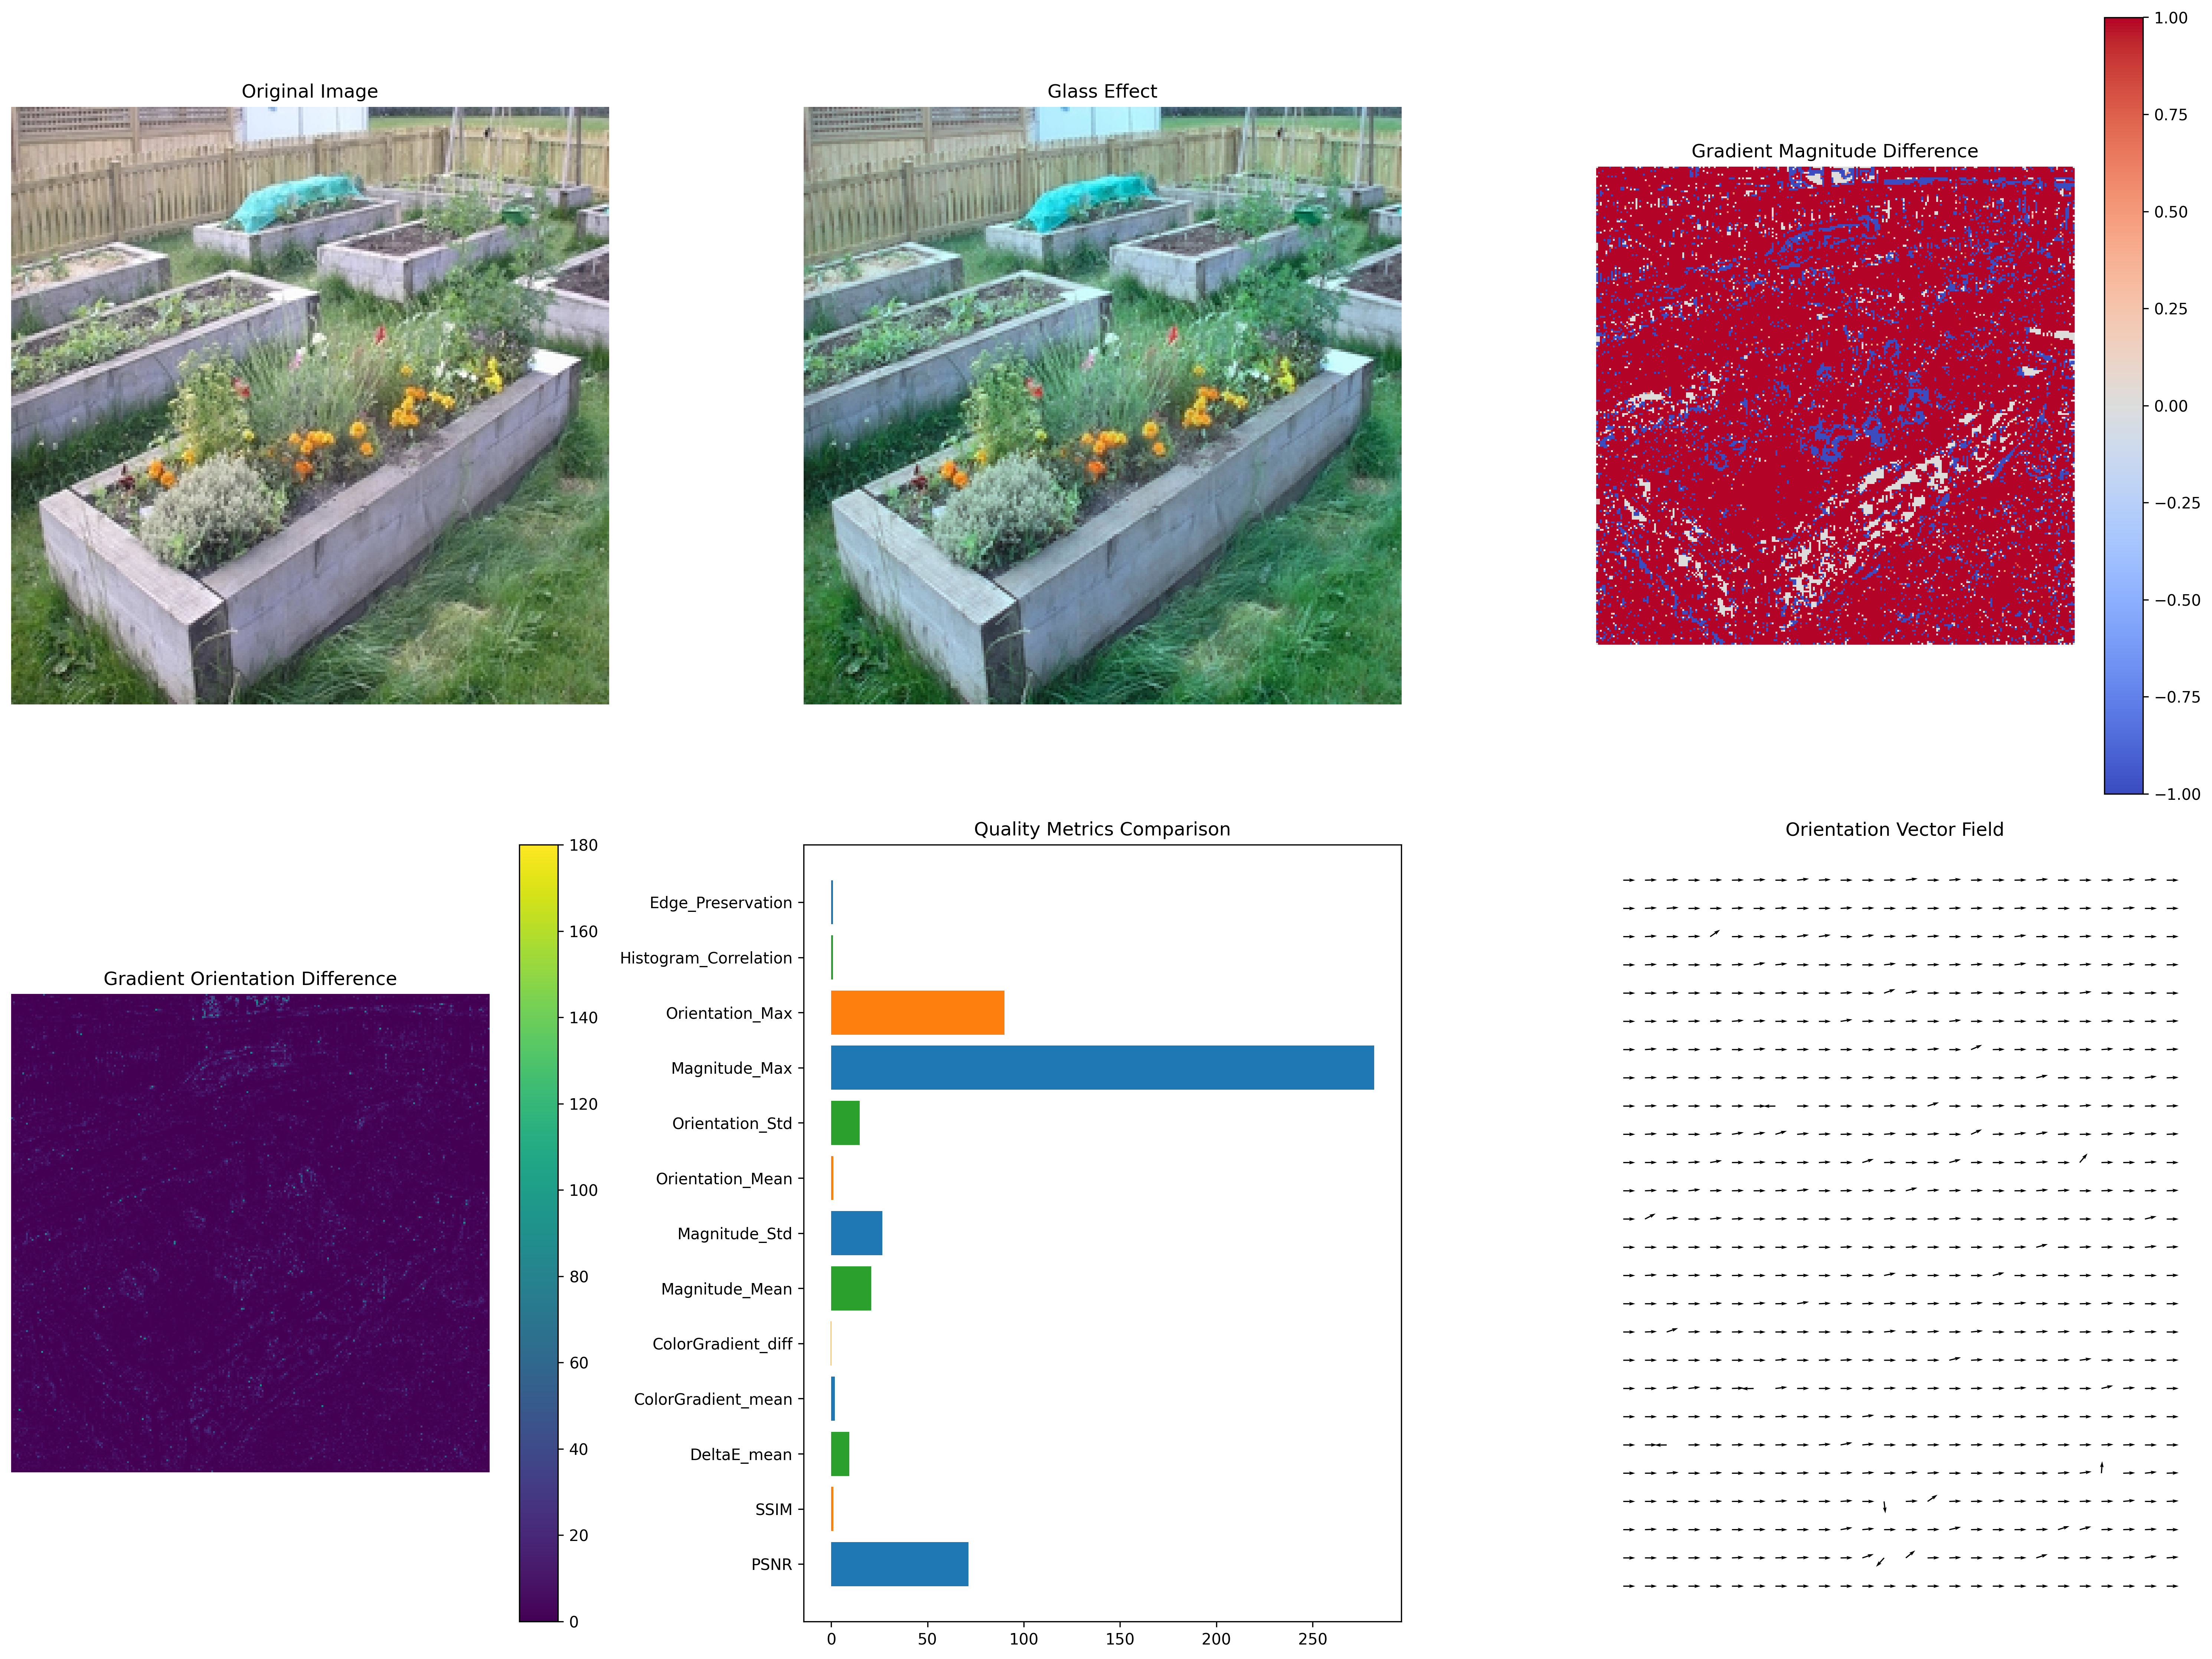 Original Image
Glass Effect
Gradient Magnitude Difference
1.00
0.75
0.50
0.25
0.00
−0.25
−0.50
−0.75
−1.00
Gradient Orientation Difference
180
160
140
120
100
80
60
40
20
0
Quality Metrics Comparison
Edge_Preservation
Histogram_Correlation
Orientation_Max
Magnitude_Max
Orientation_Std
Orientation_Mean
Magnitude_Std
Magnitude_Mean
ColorGradient_diff
ColorGradient_mean
DeltaE_mean
SSIM
PSNR
0 50 100 150 200 250
Orientation Vector Field